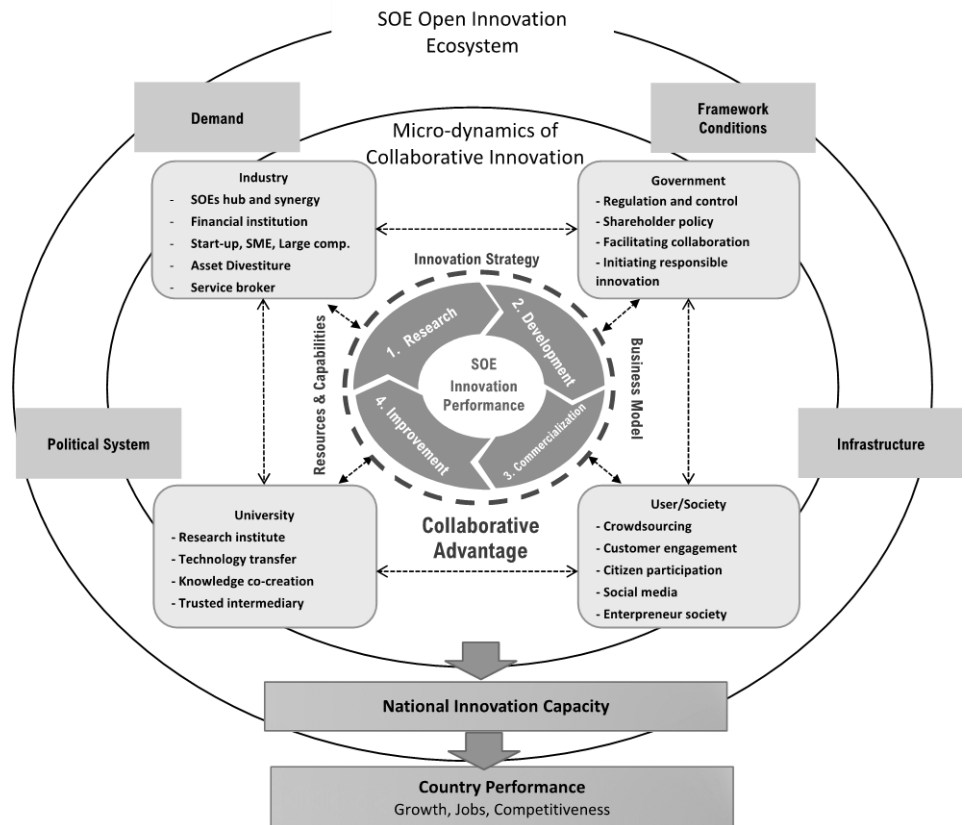 SOE Open Innovation
Ecosystem
Demand
Framework
Conditions
Micro-dynamics of
Collaborative Innovation
Industry
- SOEs hub and synergy
- Financial institution
- Start-up, SME, Large comp.
- Asset Divestiture
- Service broker
Government
- Regulation and control
- Shareholder policy
- Facilitating collaboration
- Initiating responsible
innovation
Innovation Strategy
Resources & Capabilities
1. Research
2. Development
SOE
Innovation
Performance
4. Improvement
3. Commercialization
Business Model
Political System
Infrastructure
Collaborative
Advantage
University
- Research institute
- Technology transfer
- Knowledge co-creation
- Trusted intermediary
User/Society
- Crowdsourcing
- Customer engagement
- Citizen participation
- Social media
- Enterpreneur society
National Innovation Capacity
Country Performance
Growth, Jobs, Competitiveness